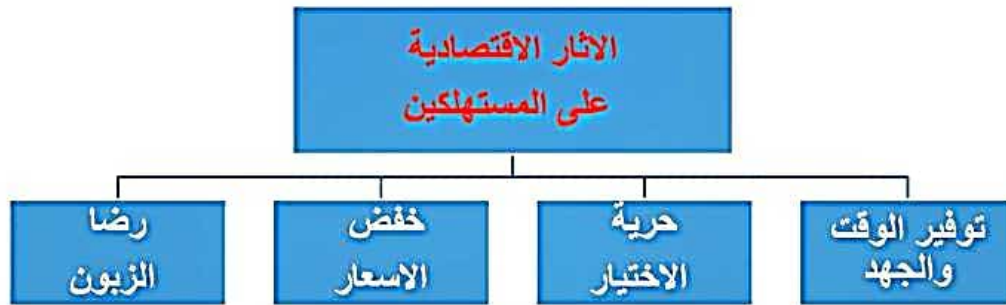 الاثار الاقتصادية
على المستهلكين
توفير الوقت
والجهد
حرية
الاختيار
خفض
الاسعار
رضا
الزبون